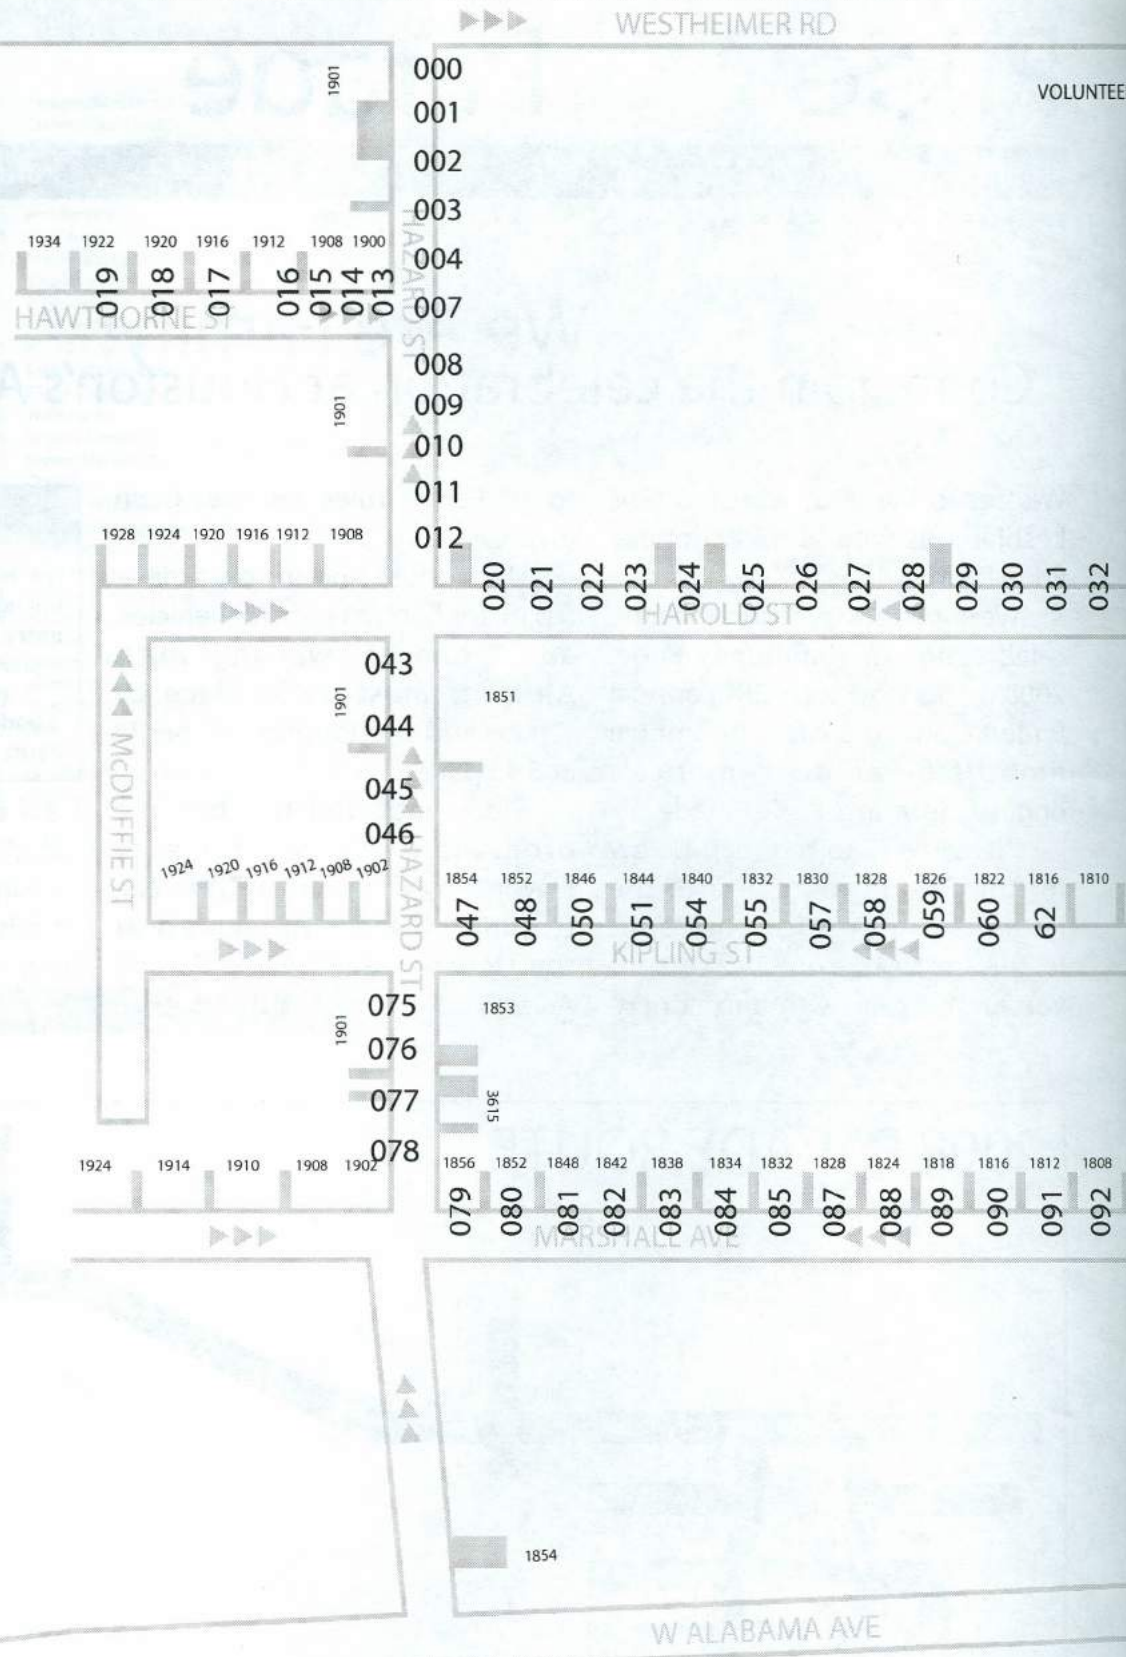 WESTHEIMER RD
VOLUNTEE
1901
000
001
002
003
004
007
008
009
010
011
012
HAZARD ST
1934 1922 1920 1916 1912 1908 1900
019 018 017 016 015 014 013
HAWTHORNE ST
1901
1928 1924 1920 1916 1912 1908
020 021 022 023 024 025 026 027 028 029 030 031 032
HAROLD ST
McDUFFIE ST
1901
043
044
045
046
1851
HAZARD ST
1924 1920 1916 1912 1908 1902
1854 1852 1846 1844 1840 1832 1830 1828 1826 1822 1816 1810
047 048 050 051 054 055 057 058 059 060 62
KIPLING ST
1901
075
076
077
078
1853
3615
1924 1914 1910 1908 1902
1856 1852 1848 1842 1838 1834 1832 1828 1824 1818 1816 1812 1808
079 080 081 082 083 084 085 087 088 089 090 091 092
MARSHALL AVE
1854
W ALABAMA AVE